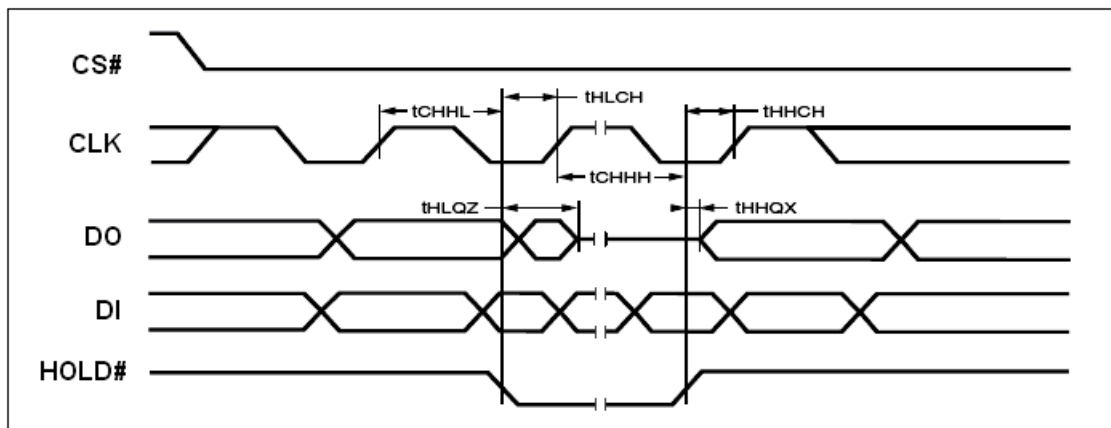 CS#
tHLCH
tHHCH
tCHHL
CLK
tCHHH
tHLQZ
tHHQX
DO
DI
HOLD#